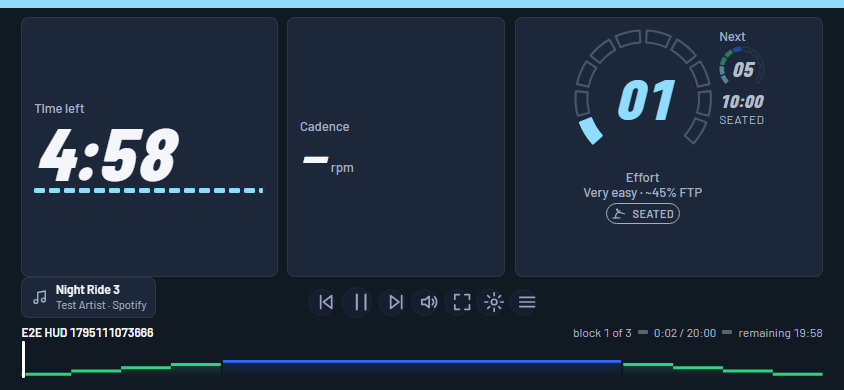 TIme left
4:58
Cadence
– rpm
01
Effort
Very easy · ~45% FTP
SEATED
Next
05
10:00
SEATED
Night Ride 3
Test Artist · Spotify
E2E HUD 1795111073666
block 1 of 3 – 0:02 / 20:00 – remaining 19:58